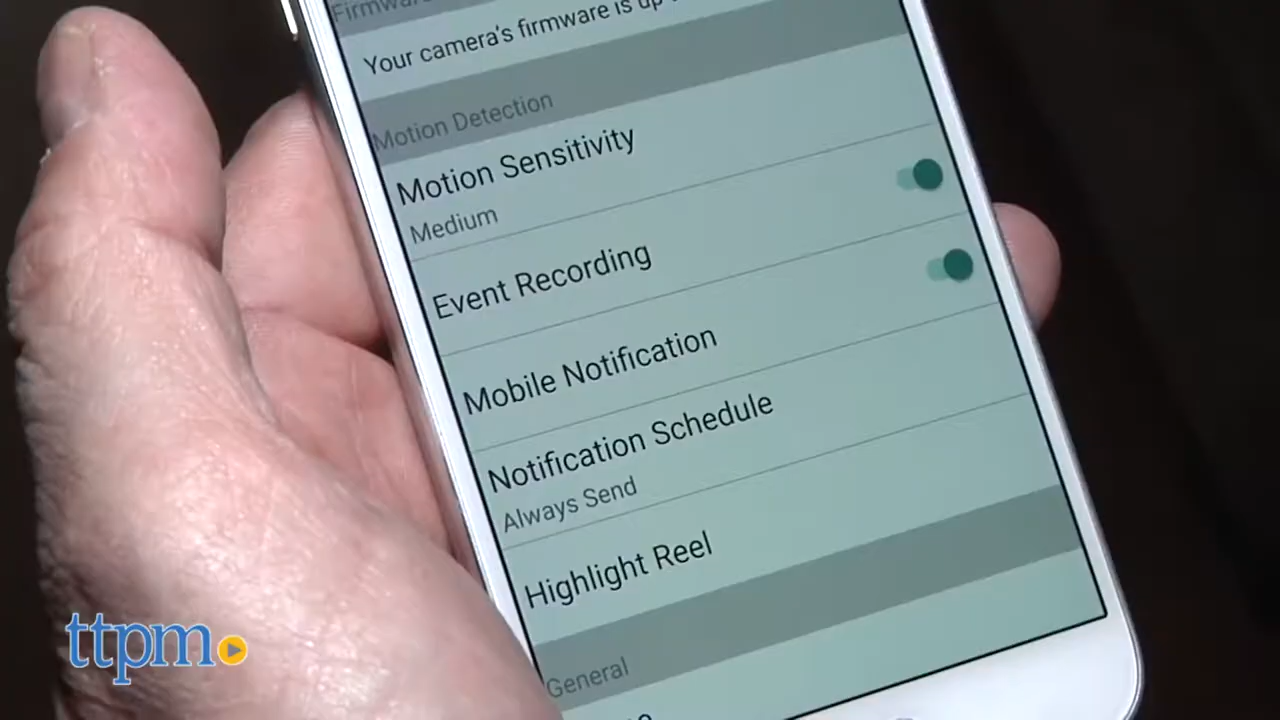 Firmware
Your camera's firmware is up
Motion Detection
Motion Sensitivity
Medium
Event Recording
Mobile Notification
Notification Schedule
Always Send
Highlight Reel
General
ttpm